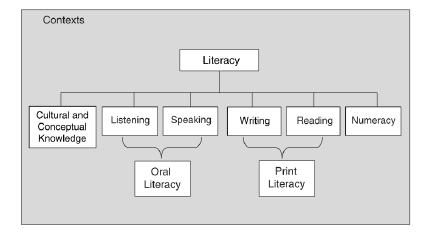 Contexts
Literacy
Cultural and
Conceptual
Knowledge
Listening
Speaking
Writing
Reading
Numeracy
Oral
Literacy
Print
Literacy